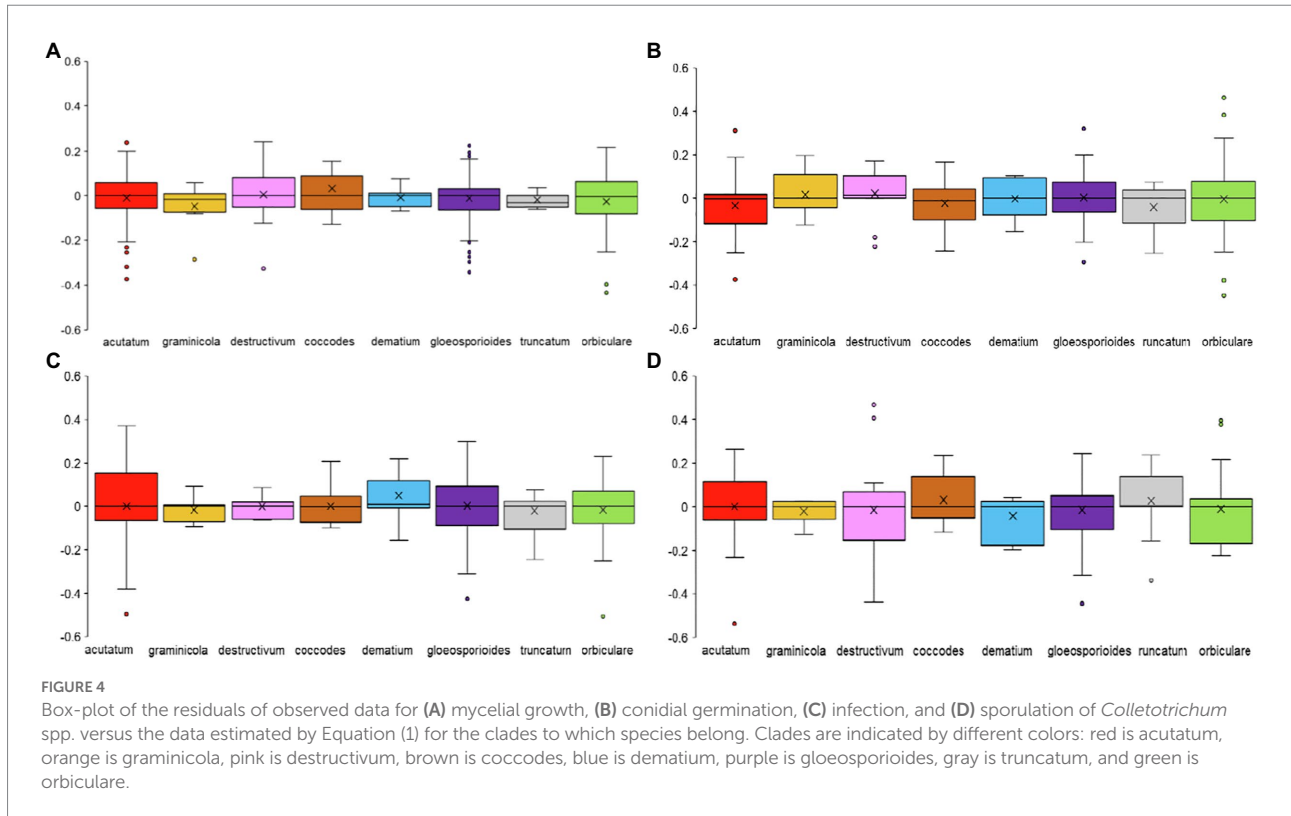 A
0.6
0.4
0.2
0
-0.2
-0.4
-0.6
acutatum graminicola destructivum coccodes dematium gloeosporioides truncatum orbiculare
B
0.6
0.4
0.2
0
-0.2
-0.4
-0.6
acutatum graminicola destructivum coccodes dematium gloeosporioides runcatum orbiculare
C
0.6
0.4
0.2
0
-0.2
-0.4
-0.6
acutatum graminicola destructivum coccodes dematium gloeosporioides truncatum orbiculare
D
0.6
0.4
0.2
0
-0.2
-0.4
-0.6
acutatum graminicola destructivum coccodes dematium gloeosporioides runcatum orbiculare
FIGURE 4
Box-plot of the residuals of observed data for (A) mycelial growth, (B) conidial germination, (C) infection, and (D) sporulation of Colletotrichum
spp. versus the data estimated by Equation (1) for the clades to which species belong. Clades are indicated by different colors: red is acutatum,
orange is graminicola, pink is destructivum, brown is coccodes, blue is dematium, purple is gloeosporioides, gray is truncatum, and green is
orbiculare.